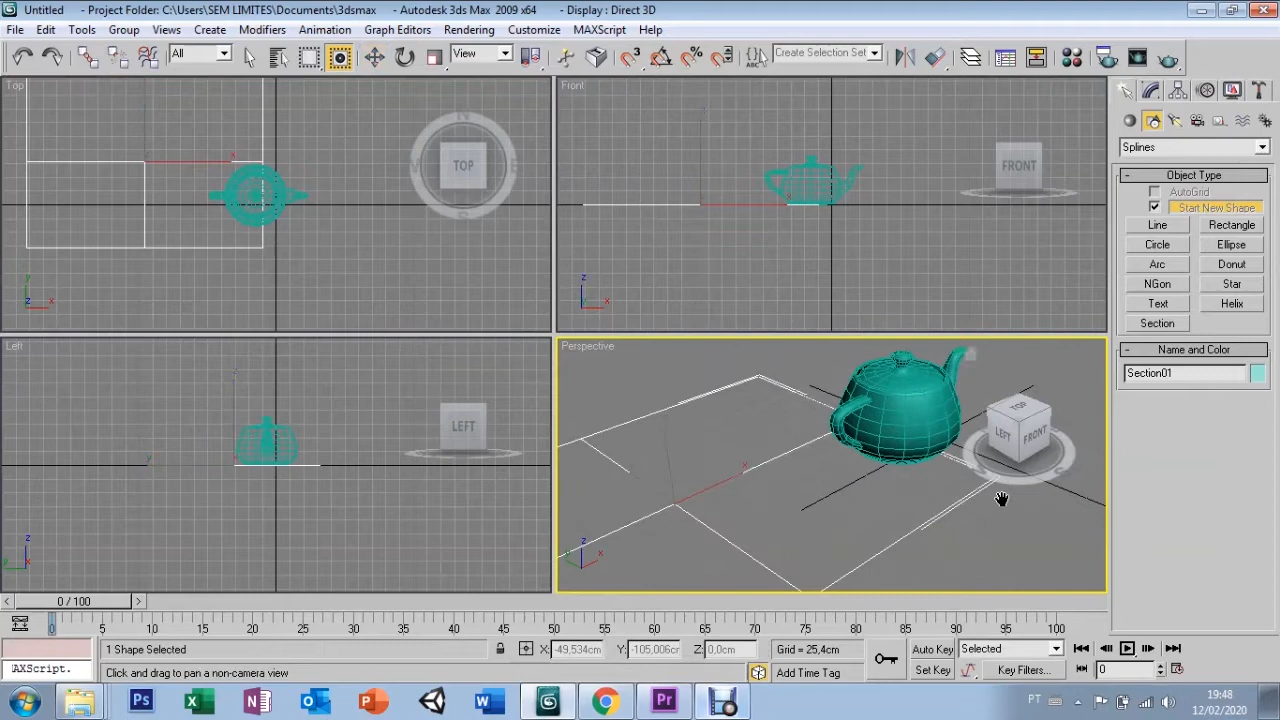 Untitled - Project Folder: C:\Users\SEM LIMITES\Documents\3dsmax - Autodesk 3ds Max 2009 x64 - Display : Direct 3D
File Edit Tools Group Views Create Modifiers Animation Graph Editors Rendering Customize MAXScript Help
All View Create Selection Set
Top Front
TOP FRONT
Left Perspective
LEFT TOP LEFT FRONT
Splines
Object Type
AutoGrid
Start New Shape
Line Rectangle
Circle Ellipse
Arc Donut
NGon Star
Text Helix
Section
Name and Color
Section01
0 / 100
0 5 10 15 20 25 30 35 40 45 50 55 60 65 70 75 80 85 90 95 100
1 Shape Selected X: -49,534cm Y: -105,006cm Z: 0,0cm Grid = 25,4cm Auto Key Selected
AXScript. Click and drag to pan a non-camera view Add Time Tag Set Key Key Filters... 0
PT 19:48
12/02/2020